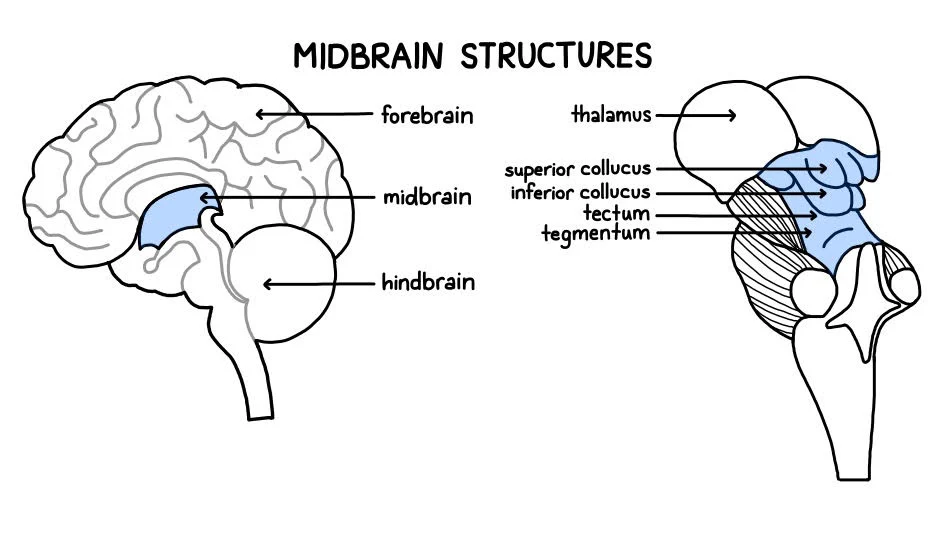 MIDBRAIN STRUCTURES
forebrain
midbrain
hindbrain
thalamus
superior collucus
inferior collucus
tectum
tegmentum